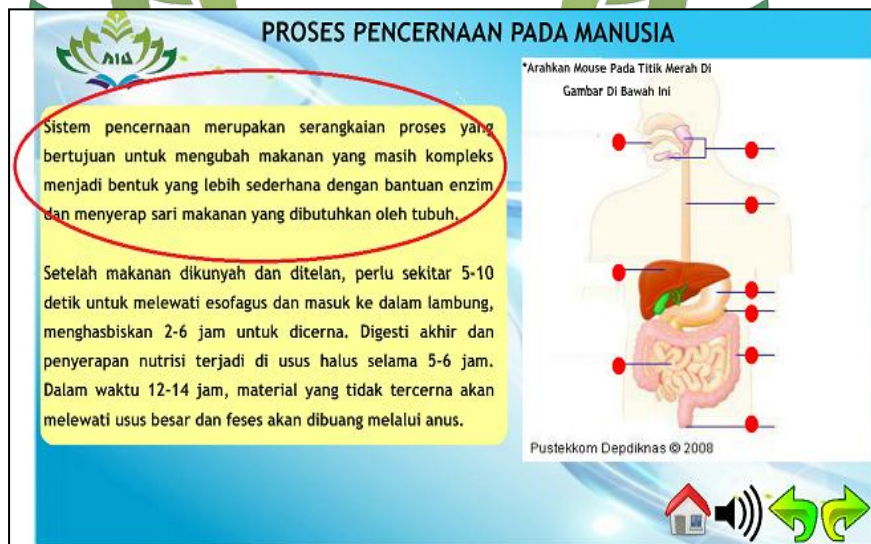 PROSES PENCERNAAN PADA MANUSIA
Sistem pencernaan merupakan serangkaian proses yang
bertujuan untuk mengubah makanan yang masih kompleks
menjadi bentuk yang lebih sederhana dengan bantuan enzim
dan menyerap sari makanan yang dibutuhkan oleh tubuh.
Setelah makanan dikunyah dan ditelan, perlu sekitar 5-10
detik untuk melewati esofagus dan masuk ke dalam lambung,
menghasbiskan 2-6 jam untuk dicerna. Digesti akhir dan
penyerapan nutrisi terjadi di usus halus selama 5-6 jam.
Dalam waktu 12-14 jam, material yang tidak tercerna akan
melewati usus besar dan feses akan dibuang melalui anus.
*Arahkan Mouse Pada Titik Merah Di
Gambar Di Bawah Ini
Pustekkom Depdiknas © 2008